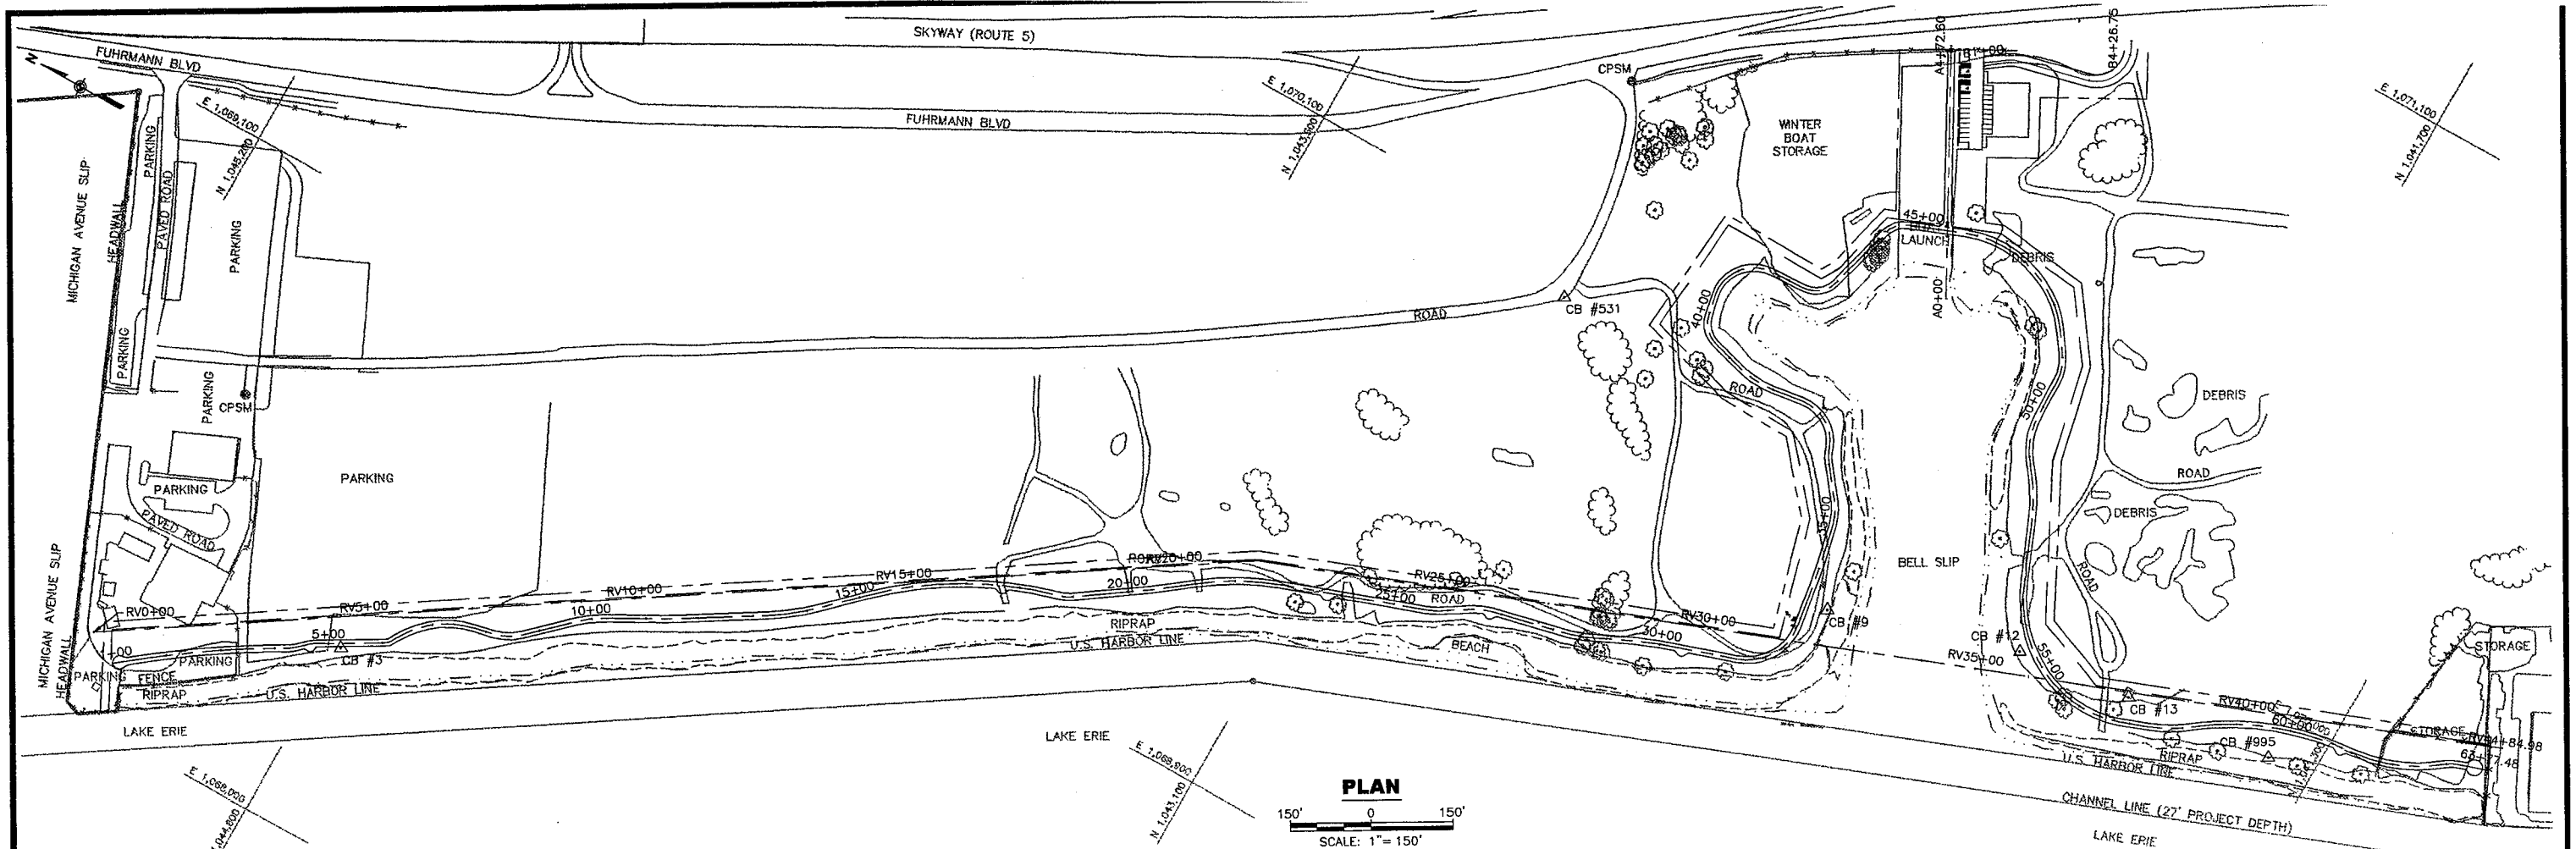 SKYWAY (ROUTE 5)
FUHRMANN BLVD
N
FUHRMANN BLVD
CPSM
A4+72.60
B4+26.75
E 1,069,100
N 1,045,200
E 1,070,100
N 1,043,600
E 1,071,100
N 1,041,700
WINTER
BOAT
STORAGE
PARKING
PAVED ROAD
HEADWALL
MICHIGAN AVENUE SLIP
PARKING
PARKING
45+00
LAUNCH
DEBRIS
A0+00
40+00
CB #531
ROAD
PARKING
CPSM
ROAD
50+00
DEBRIS
PARKING
PARKING
PAVED ROAD
ROAD
DEBRIS
35+00
BELL SLIP
ROAD
MICHIGAN AVENUE SLIP
HEADWALL
RV0+00
RV5+00
RV10+00
RV15+00
RV20+00
RV25+00
RV30+00
RV35+00
RV40+00
5+00
10+00
15+00
20+00
25+00
ROAD
30+00
CB #3
CB #9
CB #12
55+00
CB #13
60+00
STORAGE
STORAGE
63+77.48
CB #995
PARKING
PARKING
FENCE
RIPRAP
U.S. HARBOR LINE
RIPRAP
U.S. HARBOR LINE
BEACH
RIPRAP
U.S. HARBOR LINE
LAKE ERIE
LAKE ERIE
E 1,068,000
E 1,068,900
N 1,043,100
CHANNEL LINE (27' PROJECT DEPTH)
LAKE ERIE
PLAN
150' 0 150'
SCALE: 1"= 150'